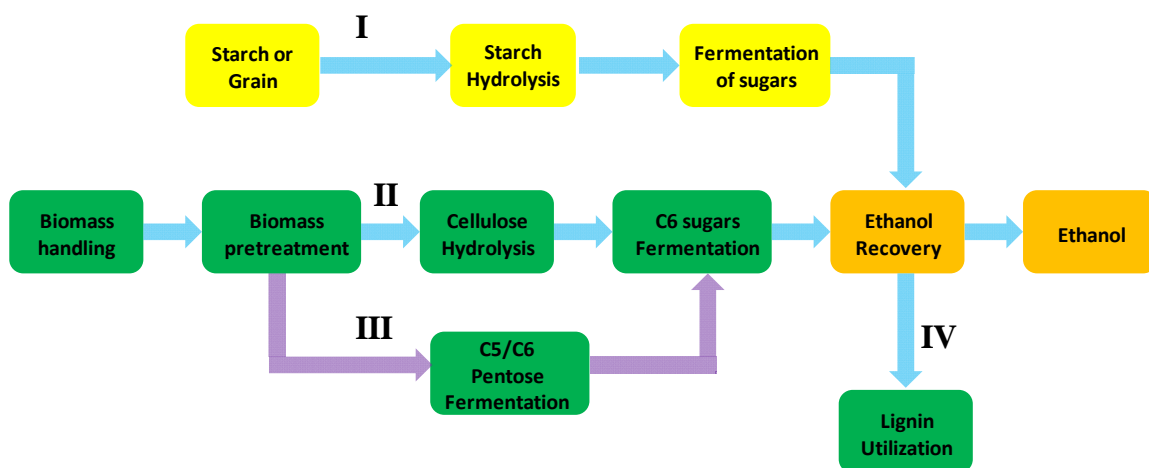 I
Starch or
Grain
Starch
Hydrolysis
Fermentation
of sugars
II
Biomass
handling
Biomass
pretreatment
Cellulose
Hydrolysis
C6 sugars
Fermentation
Ethanol
Recovery
Ethanol
III
C5/C6
Pentose
Fermentation
IV
Lignin
Utilization